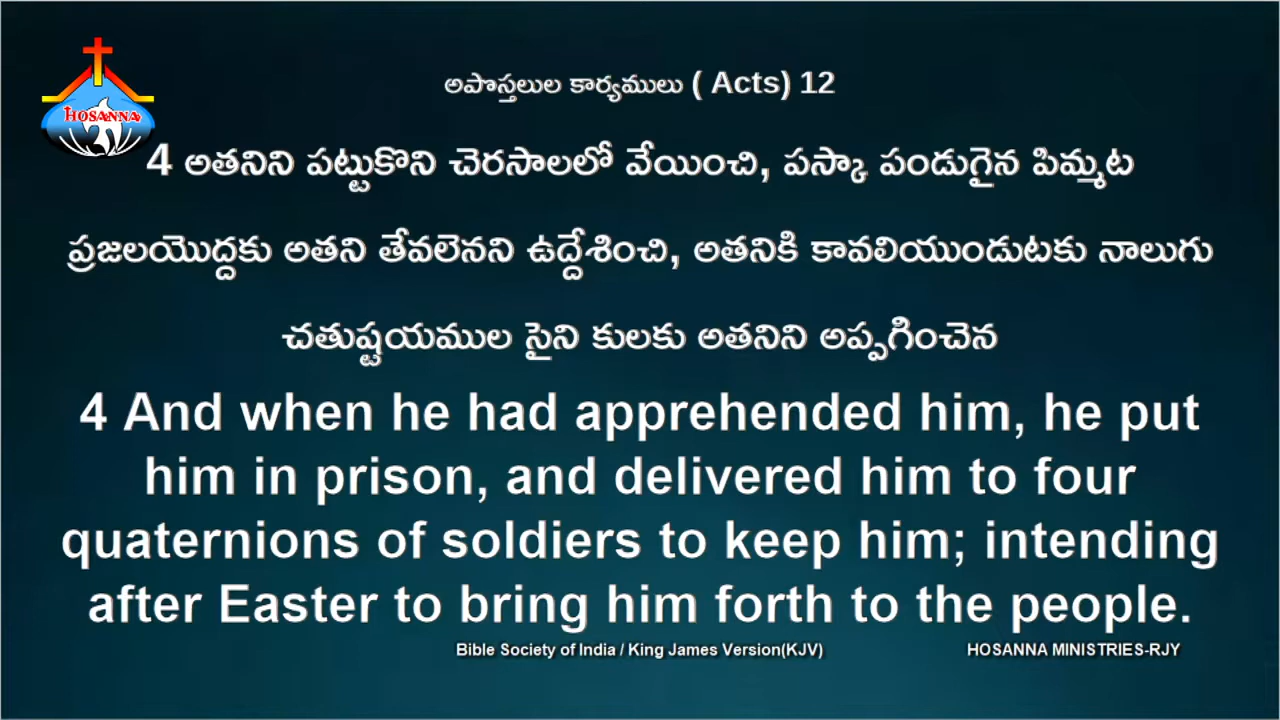 HOSANNA
అపొస్తలుల కార్యములు ( Acts) 12
4 అతనిని పట్టుకొని చెరసాలలో వేయించి, పస్కా పండుగైన పిమ్మట
ప్రజలయొద్దకు అతని తేవలెనని ఉద్దేశించి, అతనికి కావలియుండుటకు నాలుగు
చతుష్టయముల సైని కులకు అతనిని అప్పగించెన
4 And when he had apprehended him, he put
him in prison, and delivered him to four
quaternions of soldiers to keep him; intending
after Easter to bring him forth to the people.
Bible Society of India / King James Version(KJV)
HOSANNA MINISTRIES-RJY